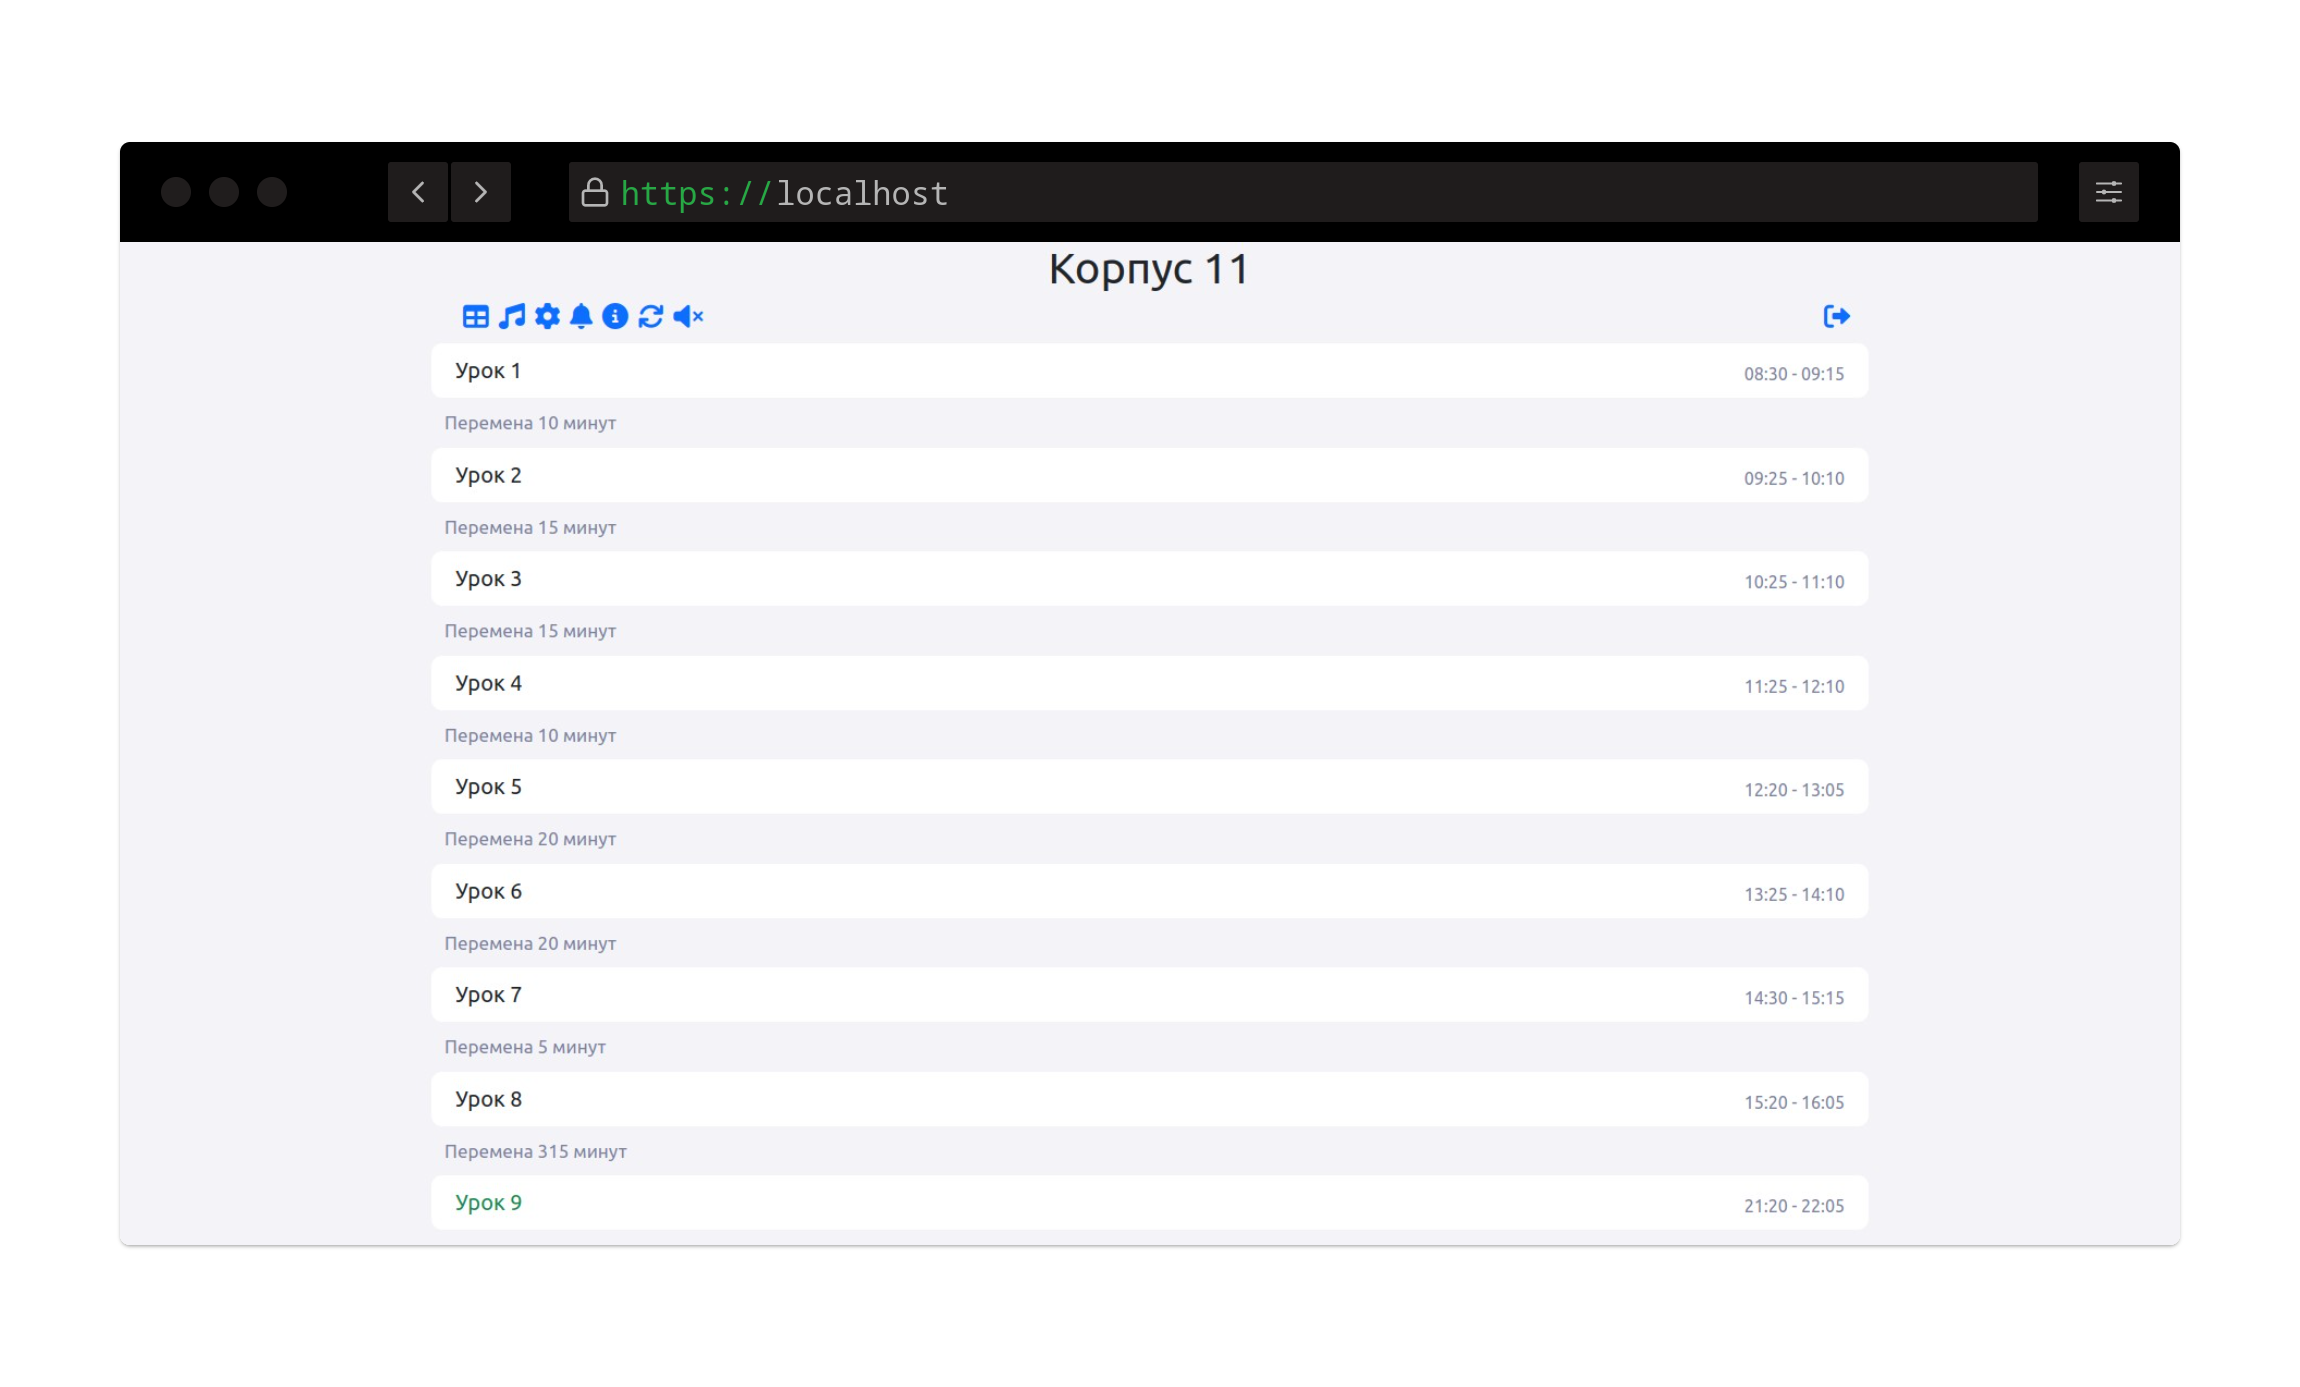 https://localhost
Корпус 11
Урок 1 08:30 - 09:15
Перемена 10 минут
Урок 2 09:25 - 10:10
Перемена 15 минут
Урок 3 10:25 - 11:10
Перемена 15 минут
Урок 4 11:25 - 12:10
Перемена 10 минут
Урок 5 12:20 - 13:05
Перемена 20 минут
Урок 6 13:25 - 14:10
Перемена 20 минут
Урок 7 14:30 - 15:15
Перемена 5 минут
Урок 8 15:20 - 16:05
Перемена 315 минут
Урок 9 21:20 - 22:05